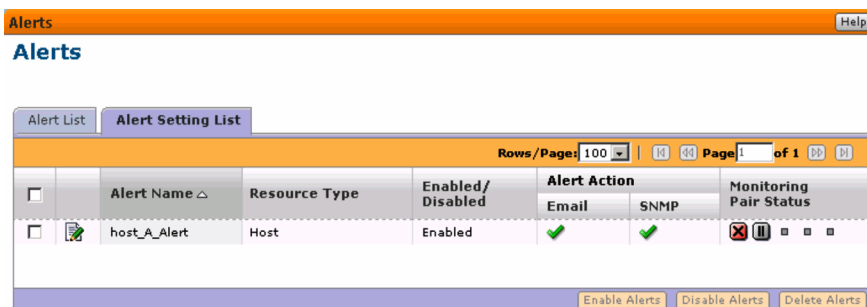 Alerts
Help
Alerts
Alert List
Alert Setting List
Rows/Page: 100 | Page 1 of 1
Alert Name
Resource Type
Enabled/
Disabled
Alert Action
Email
SNMP
Monitoring
Pair Status
host_A_Alert
Host
Enabled
Enable Alerts
Disable Alerts
Delete Alerts